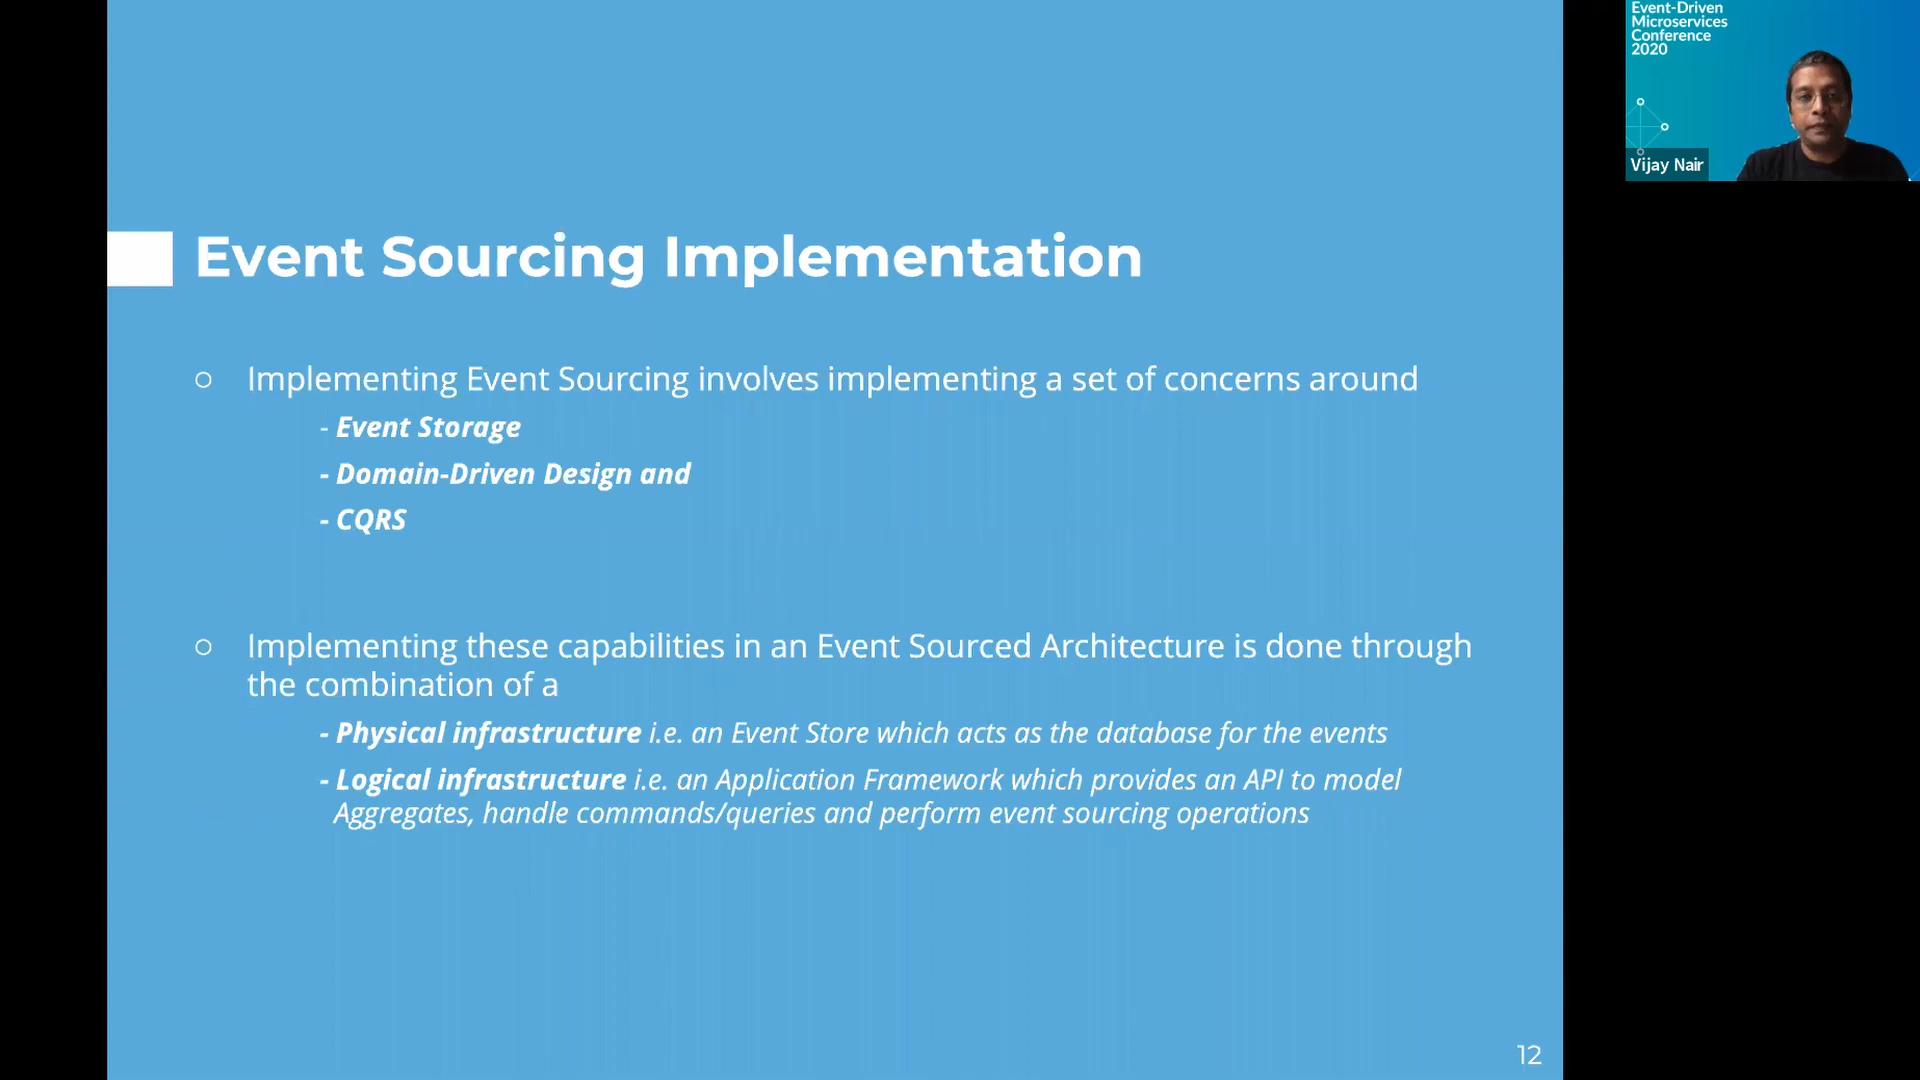 Event Sourcing Implementation
○ Implementing Event Sourcing involves implementing a set of concerns around
- Event Storage
- Domain-Driven Design and
- CQRS
○ Implementing these capabilities in an Event Sourced Architecture is done through
the combination of a
- Physical infrastructure i.e. an Event Store which acts as the database for the events
- Logical infrastructure i.e. an Application Framework which provides an API to model
Aggregates, handle commands/queries and perform event sourcing operations
12
Event-Driven
Microservices
Conference
2020
Vijay Nair